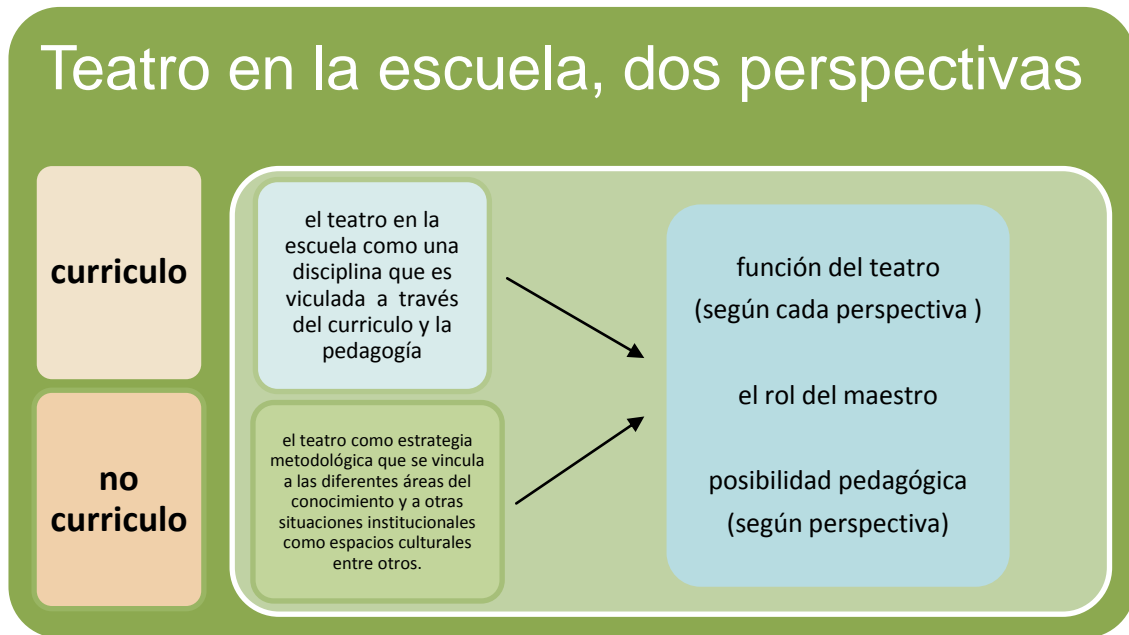 Teatro en la escuela, dos perspectivas
curriculo
el teatro en la
escuela como una
disciplina que es
viculada a través
del curriculo y la
pedagogía
no
curriculo
el teatro como estrategia
metodológica que se vincula
a las diferentes áreas del
conocimiento y a otras
situaciones institucionales
como espacios culturales
entre otros.
función del teatro
(según cada perspectiva )
el rol del maestro
posibilidad pedagógica
(según perspectiva)